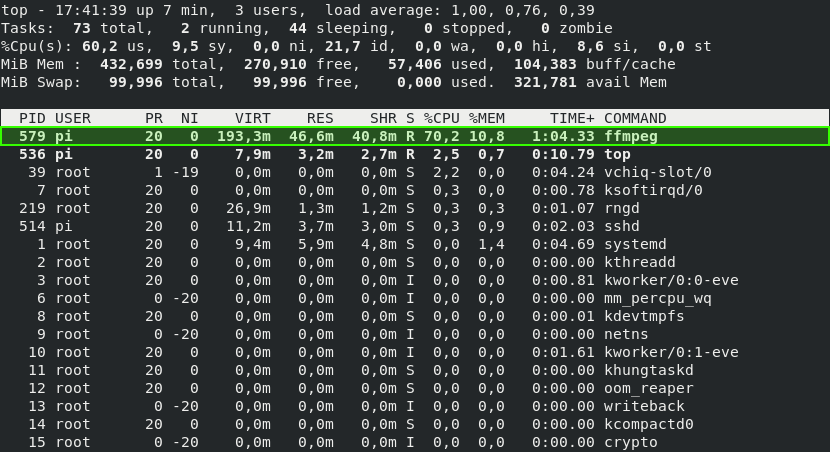 top - 17:41:39 up 7 min,  3 users,  load average: 1,00, 0,76, 0,39
Tasks:  73 total,   2 running,  44 sleeping,   0 stopped,   0 zombie
%Cpu(s): 60,2 us,  9,5 sy,  0,0 ni, 21,7 id,  0,0 wa,  0,0 hi,  8,6 si,  0,0 st
MiB Mem :  432,699 total,  270,910 free,   57,406 used,  104,383 buff/cache
MiB Swap:   99,996 total,   99,996 free,    0,000 used.  321,781 avail Mem
PID USER      PR  NI    VIRT    RES    SHR S %CPU %MEM     TIME+ COMMAND
579 pi        20   0  193,3m  46,6m  40,8m R 70,2 10,8   1:04.33 ffmpeg
536 pi        20   0    7,9m   3,2m   2,7m R  2,5  0,7   0:10.79 top
39 root       1 -19    0,0m   0,0m   0,0m S  2,2  0,0   0:04.24 vchiq-slot/0
7 root      20   0    0,0m   0,0m   0,0m S  0,3  0,0   0:00.78 ksoftirqd/0
219 root      20   0   26,9m   1,3m   1,2m S  0,3  0,3   0:01.07 rngd
514 pi        20   0   11,2m   3,7m   3,0m S  0,3  0,9   0:02.03 sshd
1 root      20   0    9,4m   5,9m   4,8m S  0,0  1,4   0:04.69 systemd
2 root      20   0    0,0m   0,0m   0,0m S  0,0  0,0   0:00.00 kthreadd
3 root      20   0    0,0m   0,0m   0,0m I  0,0  0,0   0:00.81 kworker/0:0-eve
6 root       0 -20    0,0m   0,0m   0,0m I  0,0  0,0   0:00.00 mm_percpu_wq
8 root      20   0    0,0m   0,0m   0,0m S  0,0  0,0   0:00.01 kdevtmpfs
9 root       0 -20    0,0m   0,0m   0,0m I  0,0  0,0   0:00.00 netns
10 root      20   0    0,0m   0,0m   0,0m I  0,0  0,0   0:01.61 kworker/0:1-eve
11 root      20   0    0,0m   0,0m   0,0m S  0,0  0,0   0:00.00 khungtaskd
12 root      20   0    0,0m   0,0m   0,0m S  0,0  0,0   0:00.00 oom_reaper
13 root       0 -20    0,0m   0,0m   0,0m I  0,0  0,0   0:00.00 writeback
14 root      20   0    0,0m   0,0m   0,0m S  0,0  0,0   0:00.00 kcompactd0
15 root       0 -20    0,0m   0,0m   0,0m I  0,0  0,0   0:00.00 crypto